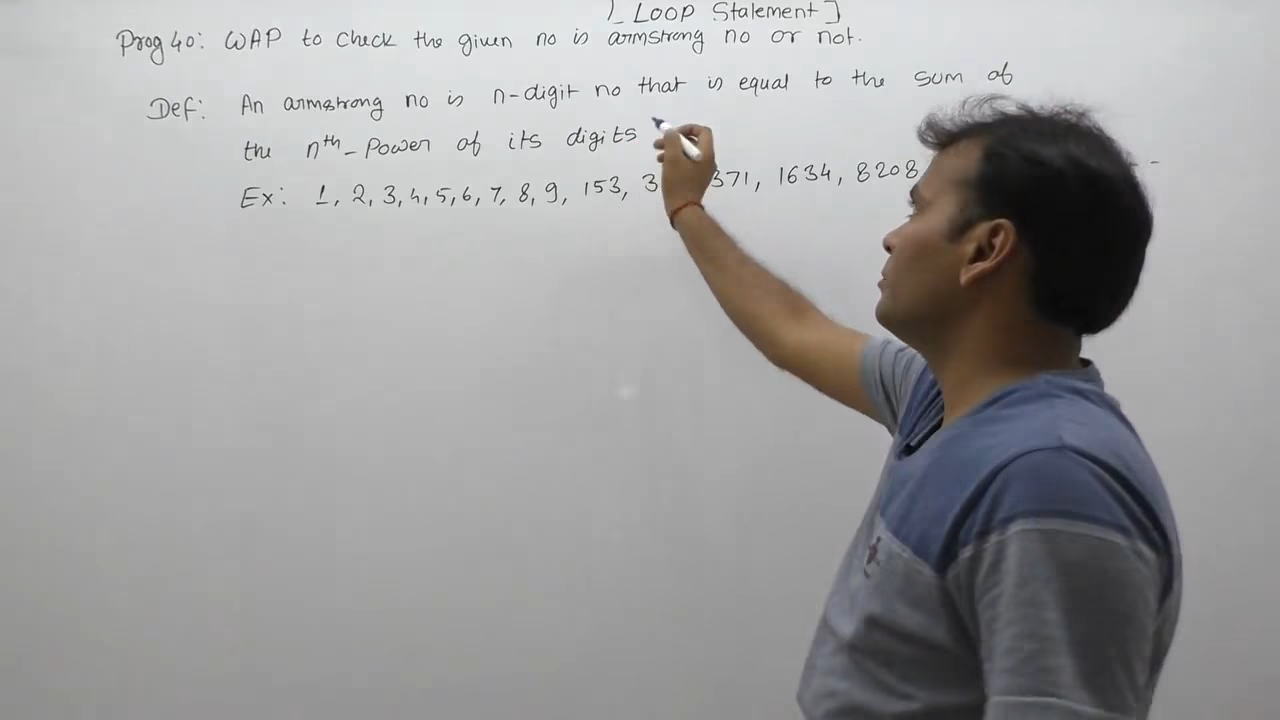 [ Loop Statement ]
Prog 40: WAP to check the given no is armstrong no or not.
Def: An armstrong no is n-digit no that is equal to the sum of
the nth - Power of its digits
Ex: 1, 2, 3, 4, 5, 6, 7, 8, 9, 153, 3 371, 1634, 8208